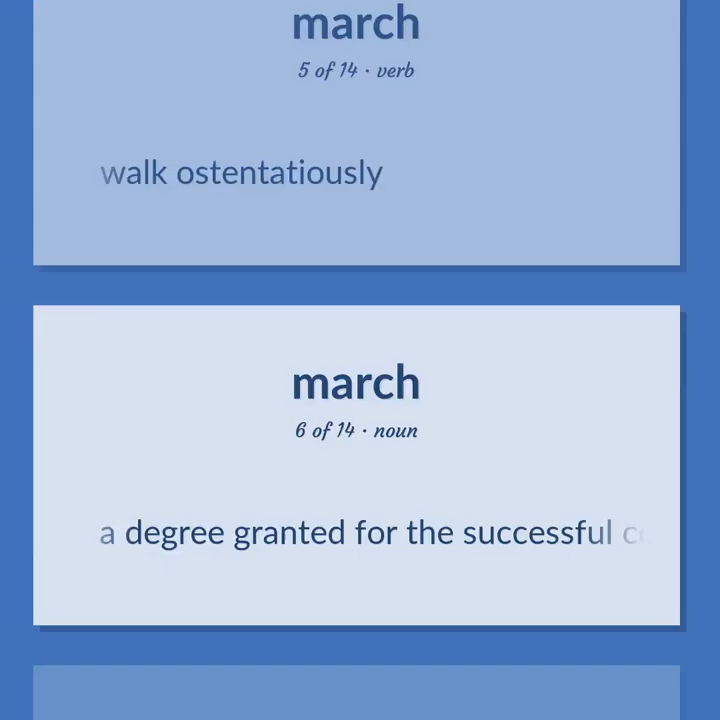 march
5 of 14 · verb
walk ostentatiously
march
6 of 14 · noun
a degree granted for the successful